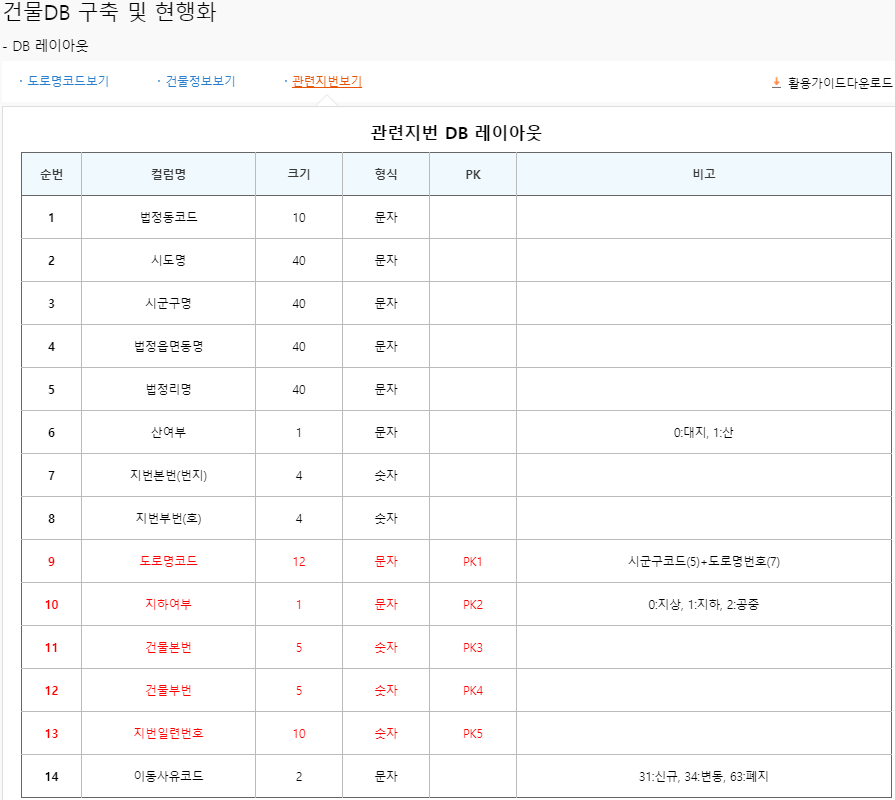 건물DB 구축 및 현행화
- DB 레이아웃
· 도로명코드보기 · 건물정보보기 · 관련지번보기 활용가이드다운로드
관련지번 DB 레이아웃
순번 컬럼명 크기 형식 PK 비고
1 법정동코드 10 문자
2 시도명 40 문자
3 시군구명 40 문자
4 법정읍면동명 40 문자
5 법정리명 40 문자
6 산여부 1 문자 0:대지, 1:산
7 지번본번(번지) 4 숫자
8 지번부번(호) 4 숫자
9 도로명코드 12 문자 PK1 시군구코드(5)+도로명번호(7)
10 지하여부 1 문자 PK2 0:지상, 1:지하, 2:공중
11 건물본번 5 숫자 PK3
12 건물부번 5 숫자 PK4
13 지번일련번호 10 숫자 PK5
14 이동사유코드 2 문자 31:신규, 34:변동, 63:폐지